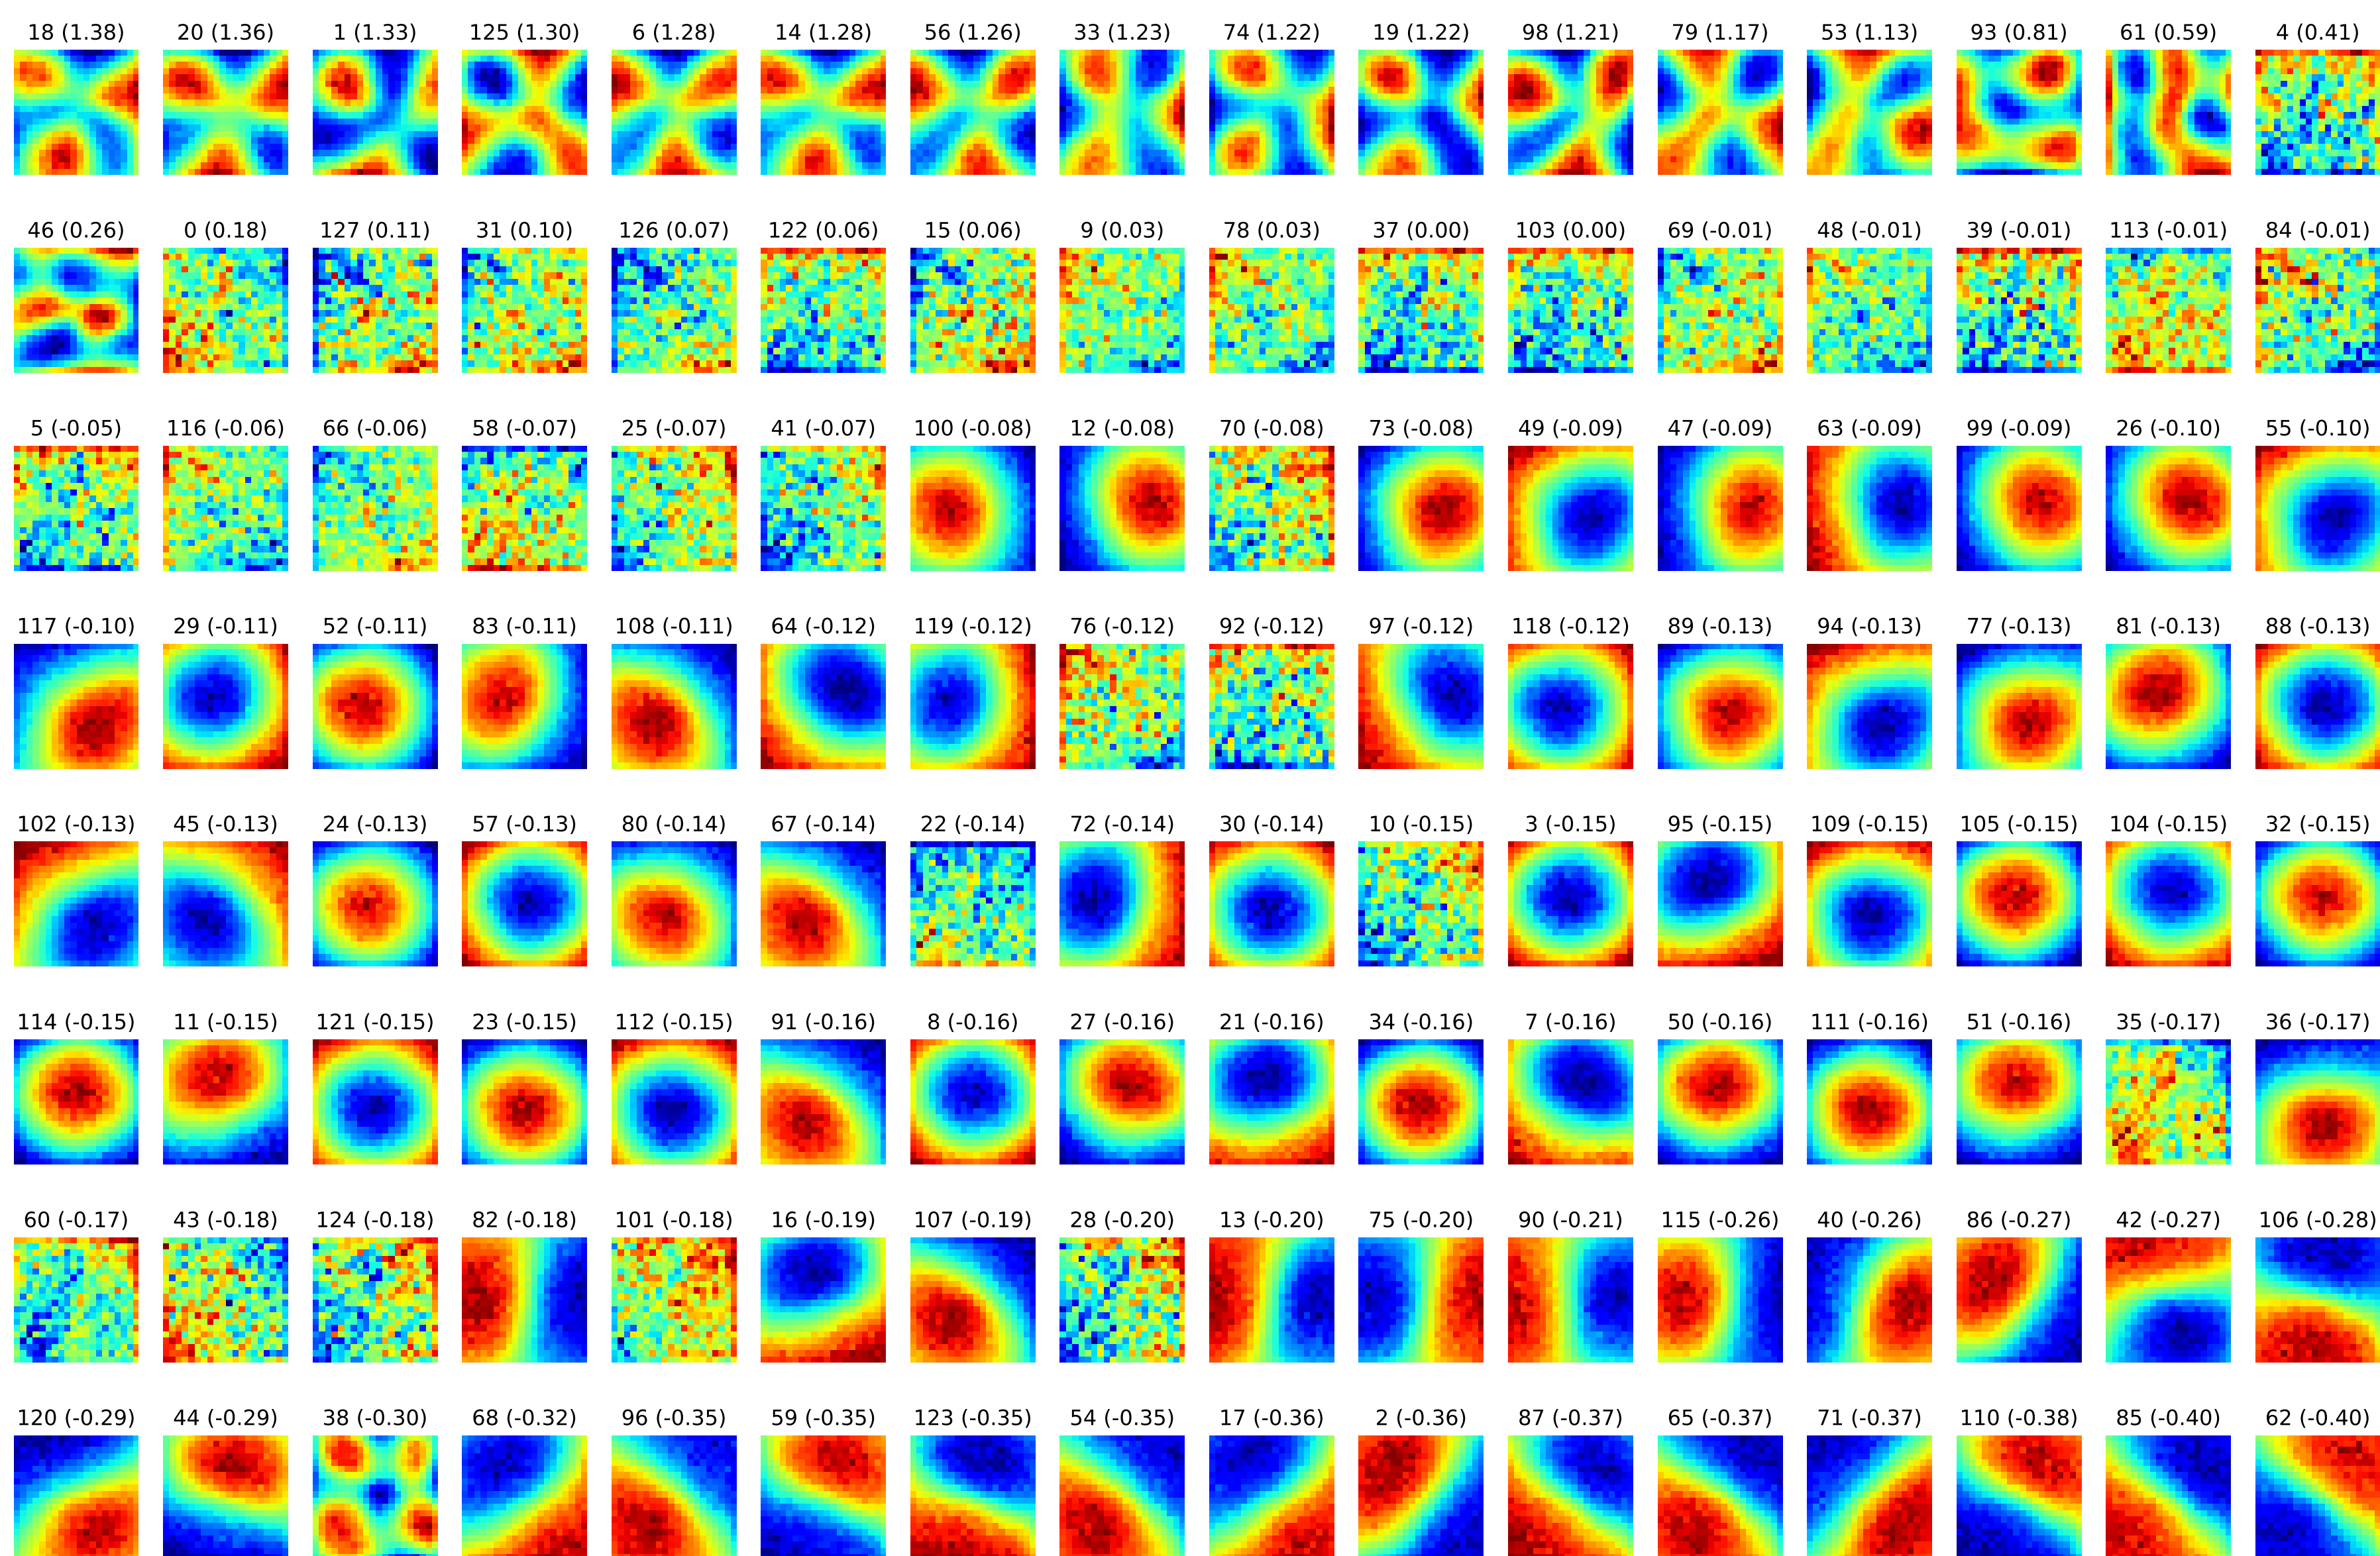 18 (1.38) 20 (1.36) 1 (1.33) 125 (1.30) 6 (1.28) 14 (1.28) 56 (1.26) 33 (1.23) 74 (1.22) 19 (1.22) 98 (1.21) 79 (1.17) 53 (1.13) 93 (0.81) 61 (0.59) 4 (0.41)
46 (0.26) 0 (0.18) 127 (0.11) 31 (0.10) 126 (0.07) 122 (0.06) 15 (0.06) 9 (0.03) 78 (0.03) 37 (0.00) 103 (0.00) 69 (-0.01) 48 (-0.01) 39 (-0.01) 113 (-0.01) 84 (-0.01)
5 (-0.05) 116 (-0.06) 66 (-0.06) 58 (-0.07) 25 (-0.07) 41 (-0.07) 100 (-0.08) 12 (-0.08) 70 (-0.08) 73 (-0.08) 49 (-0.09) 47 (-0.09) 63 (-0.09) 99 (-0.09) 26 (-0.10) 55 (-0.10)
117 (-0.10) 29 (-0.11) 52 (-0.11) 83 (-0.11) 108 (-0.11) 64 (-0.12) 119 (-0.12) 76 (-0.12) 92 (-0.12) 97 (-0.12) 118 (-0.12) 89 (-0.13) 94 (-0.13) 77 (-0.13) 81 (-0.13) 88 (-0.13)
102 (-0.13) 45 (-0.13) 24 (-0.13) 57 (-0.13) 80 (-0.14) 67 (-0.14) 22 (-0.14) 72 (-0.14) 30 (-0.14) 10 (-0.15) 3 (-0.15) 95 (-0.15) 109 (-0.15) 105 (-0.15) 104 (-0.15) 32 (-0.15)
114 (-0.15) 11 (-0.15) 121 (-0.15) 23 (-0.15) 112 (-0.15) 91 (-0.16) 8 (-0.16) 27 (-0.16) 21 (-0.16) 34 (-0.16) 7 (-0.16) 50 (-0.16) 111 (-0.16) 51 (-0.16) 35 (-0.17) 36 (-0.17)
60 (-0.17) 43 (-0.18) 124 (-0.18) 82 (-0.18) 101 (-0.18) 16 (-0.19) 107 (-0.19) 28 (-0.20) 13 (-0.20) 75 (-0.20) 90 (-0.21) 115 (-0.26) 40 (-0.26) 86 (-0.27) 42 (-0.27) 106 (-0.28)
120 (-0.29) 44 (-0.29) 38 (-0.30) 68 (-0.32) 96 (-0.35) 59 (-0.35) 123 (-0.35) 54 (-0.35) 17 (-0.36) 2 (-0.36) 87 (-0.37) 65 (-0.37) 71 (-0.37) 110 (-0.38) 85 (-0.40) 62 (-0.40)